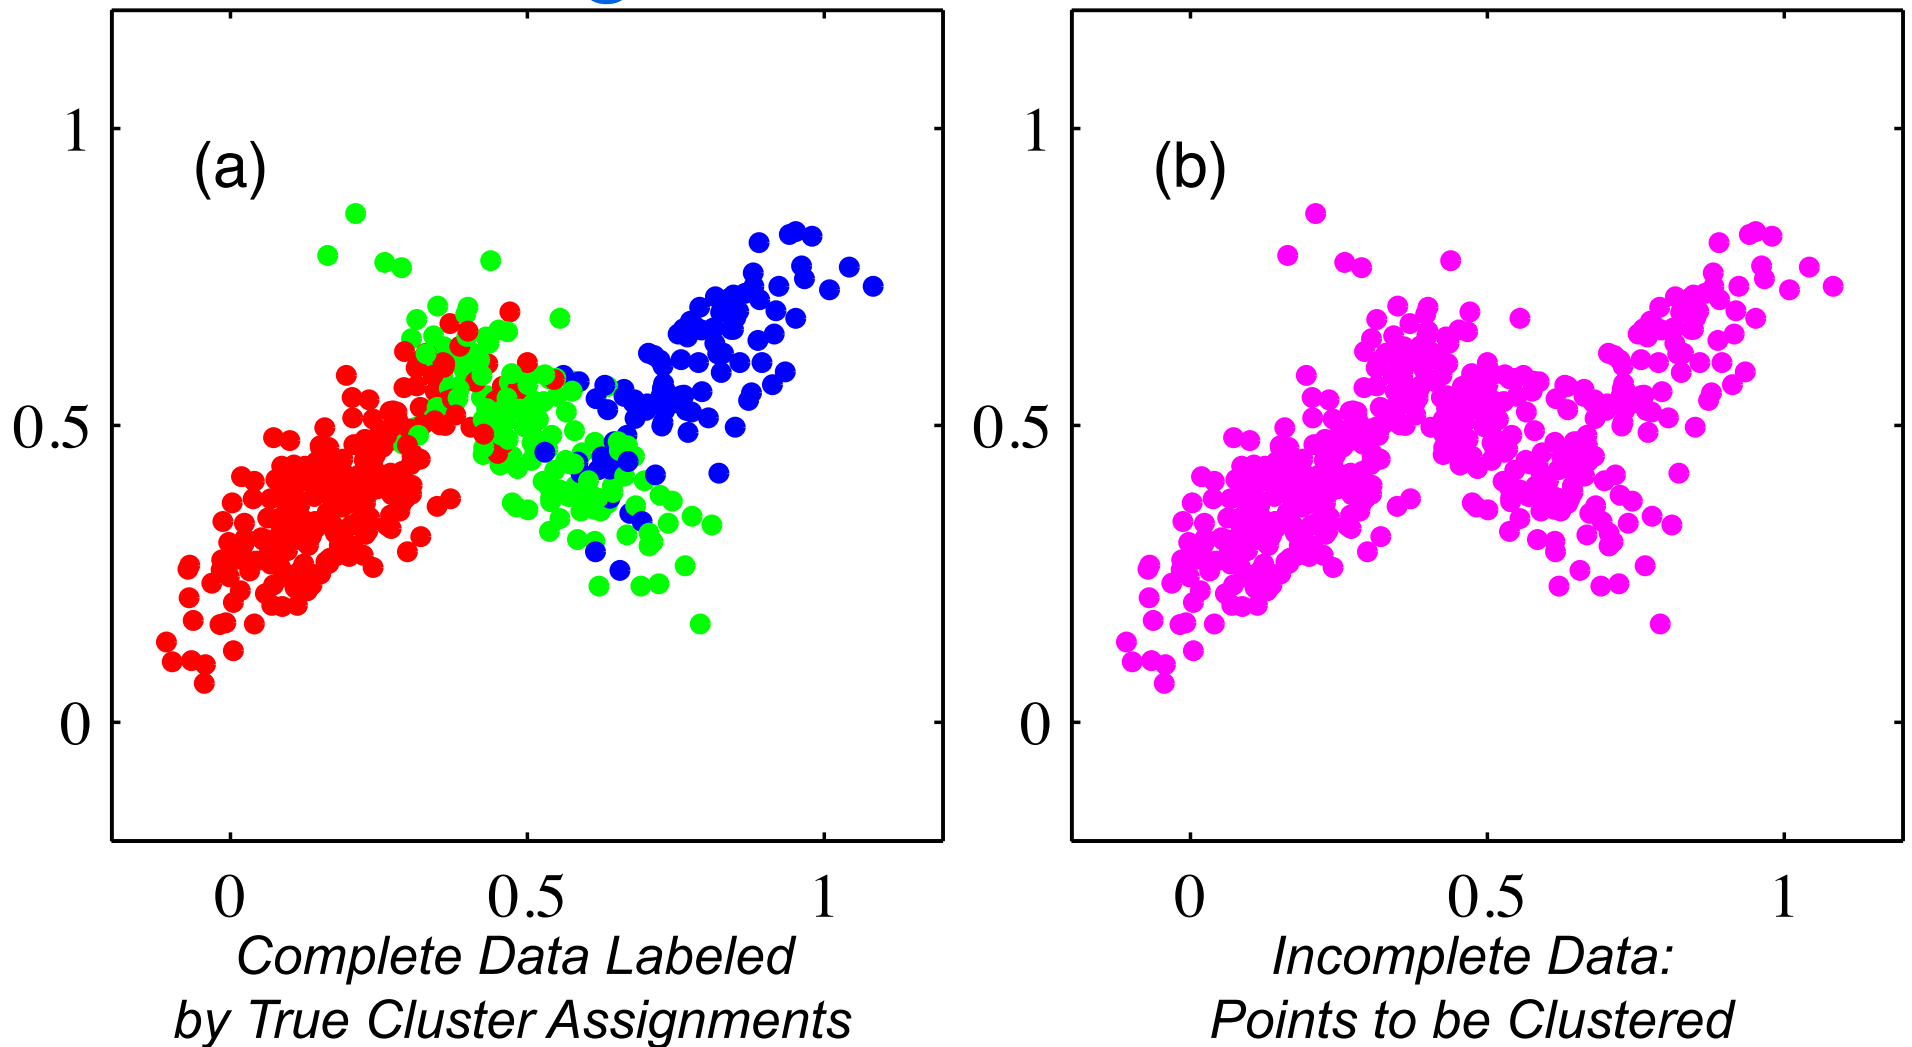 (a)
1
0.5
0
0
0.5
1
Complete Data Labeled
by True Cluster Assignments
(b)
1
0.5
0
0
0.5
1
Incomplete Data:
Points to be Clustered